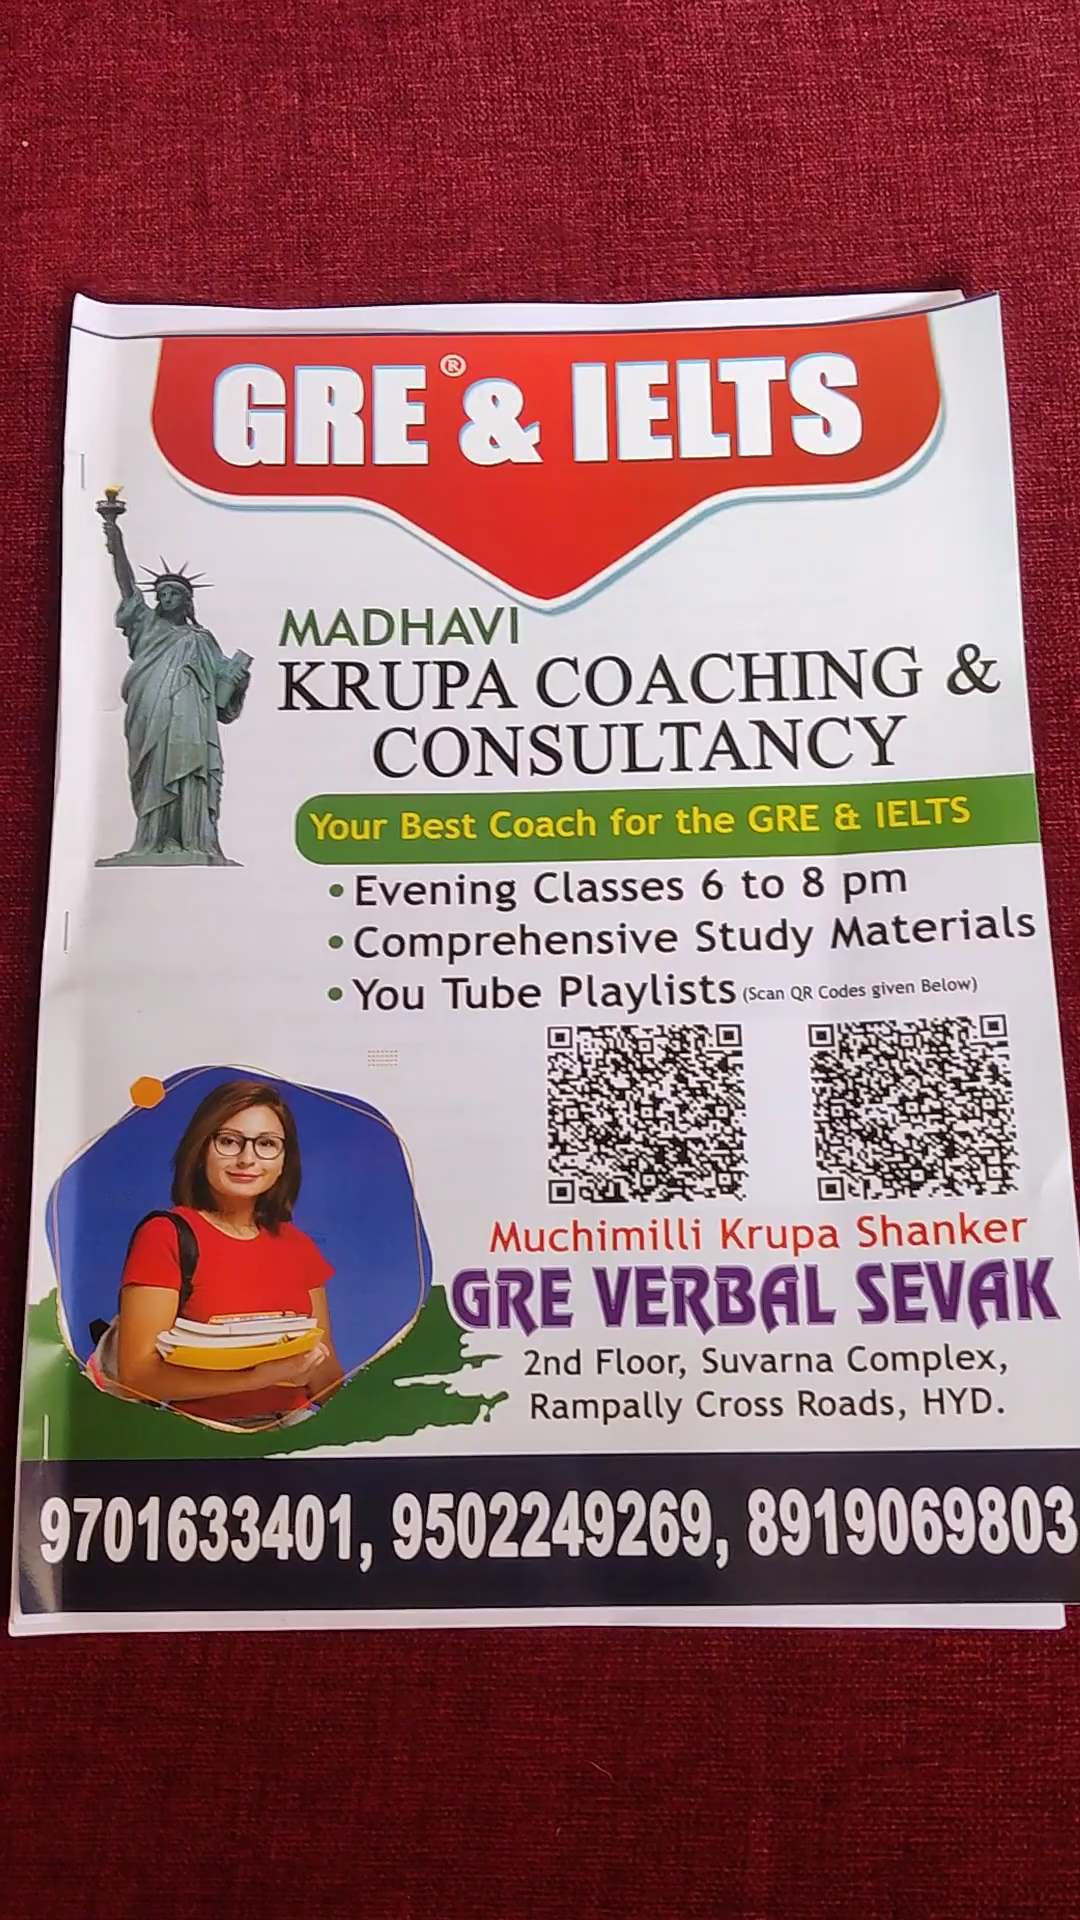 GRE® & IELTS
MADHAVI
KRUPA COACHING &
CONSULTANCY
Your Best Coach for the GRE & IELTS
• Evening Classes 6 to 8 pm
• Comprehensive Study Materials
• You Tube Playlists (Scan QR Codes given Below)
Muchimilli Krupa Shanker
GRE VERBAL SEVAK
2nd Floor, Suvarna Complex,
Rampally Cross Roads, HYD.
9701633401, 9502249269, 8919069803